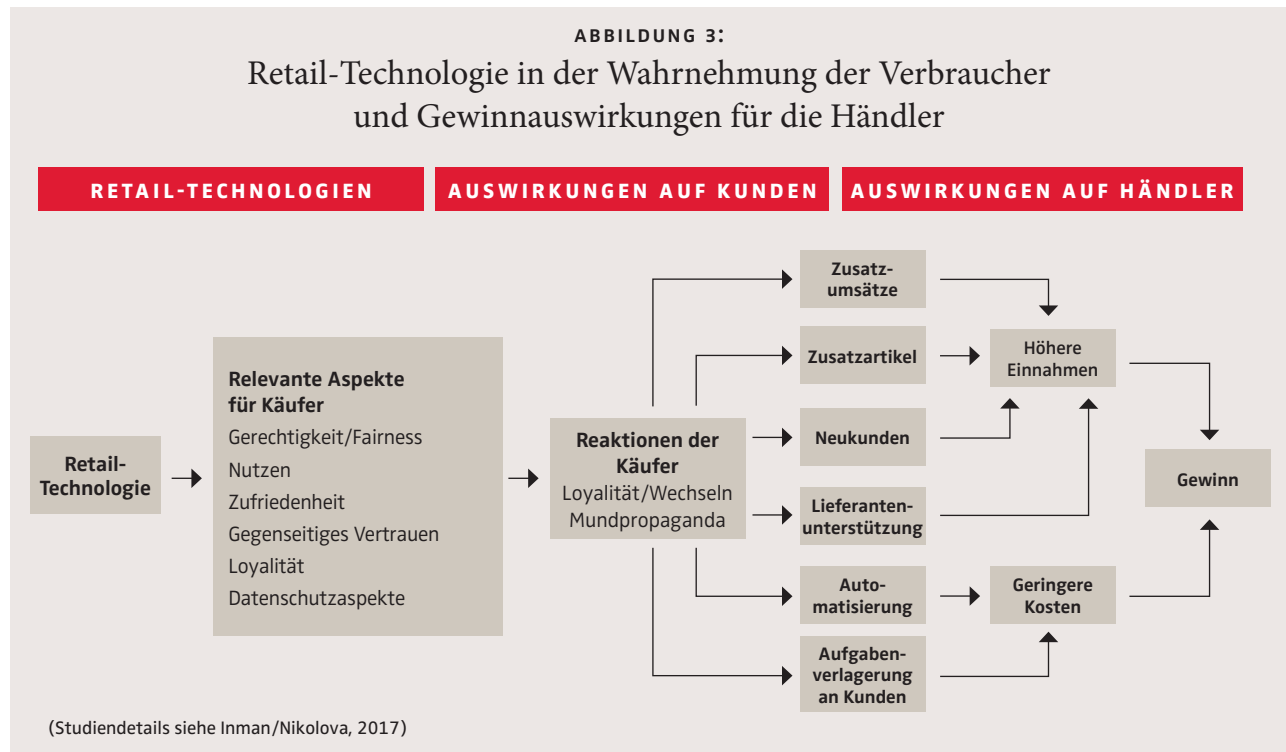 ABBILDUNG 3:
Retail-Technologie in der Wahrnehmung der Verbraucher
und Gewinnauswirkungen für die Händler
RETAIL-TECHNOLOGIEN
AUSWIRKUNGEN AUF KUNDEN
AUSWIRKUNGEN AUF HÄNDLER
Retail-
Technologie
Relevante Aspekte
für Käufer
Gerechtigkeit/Fairness
Nutzen
Zufriedenheit
Gegenseitiges Vertrauen
Loyalität
Datenschutzaspekte
Reaktionen der
Käufer
Loyalität/Wechseln
Mundpropaganda
Zusatz-
umsätze
Zusatzartikel
Neukunden
Lieferanten-
unterstützung
Auto-
matisierung
Aufgaben-
verlagerung
an Kunden
Höhere
Einnahmen
Geringere
Kosten
Gewinn
(Studiendetails siehe Inman/Nikolova, 2017)